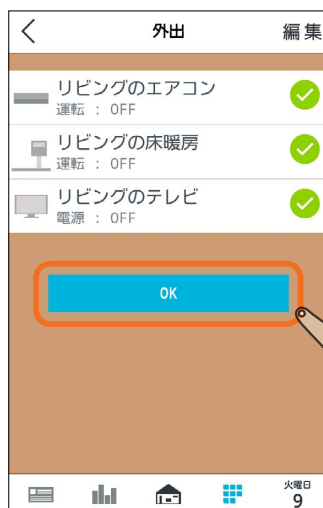 外出
編集
リビングのエアコン
運転 : OFF
リビングの床暖房
運転 : OFF
リビングのテレビ
電源 : OFF
OK
火曜日
9